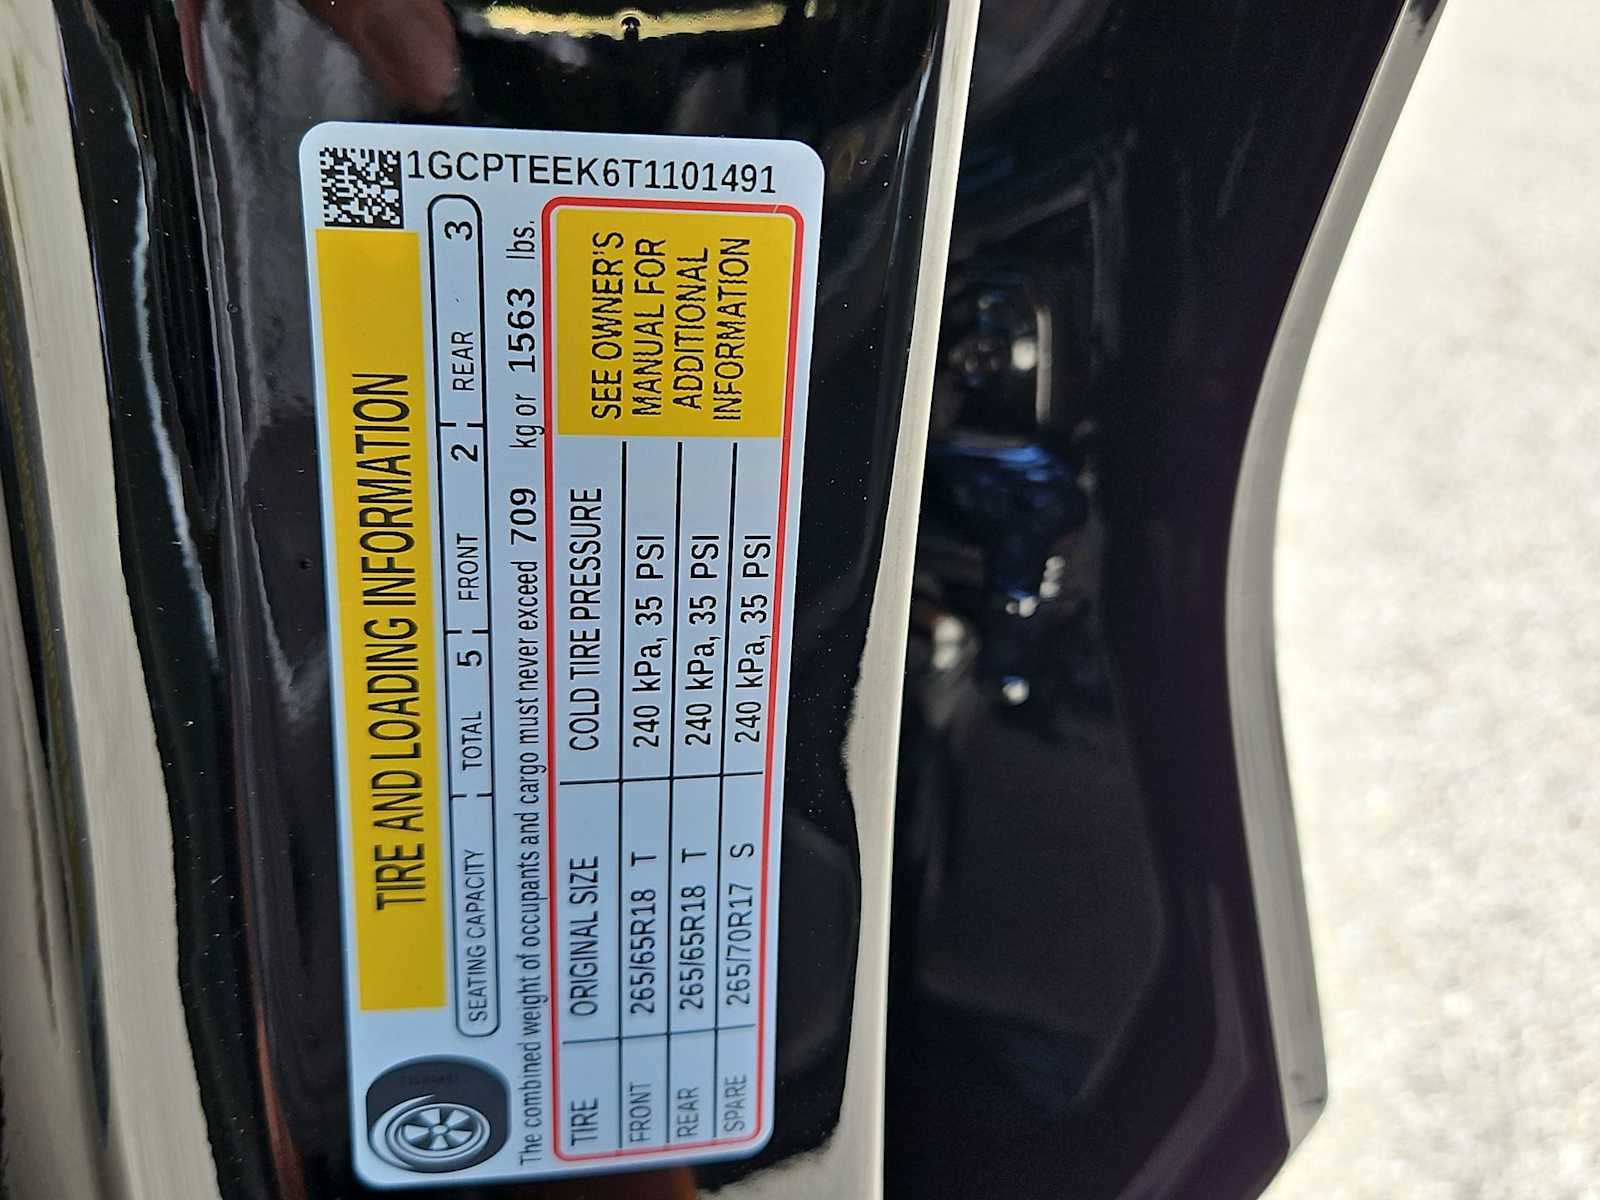 1GCPTEEK6T1101491
TIRE AND LOADING INFORMATION
SEATING CAPACITY TOTAL 5 FRONT 2 REAR 3
The combined weight of occupants and cargo must never exceed 709 kg or 1563 lbs.
TIRE ORIGINAL SIZE COLD TIRE PRESSURE
FRONT 265/65R18 T 240 kPa, 35 PSI
REAR 265/65R18 T 240 kPa, 35 PSI
SPARE 265/70R17 S 240 kPa, 35 PSI
SEE OWNER'S
MANUAL FOR
ADDITIONAL
INFORMATION